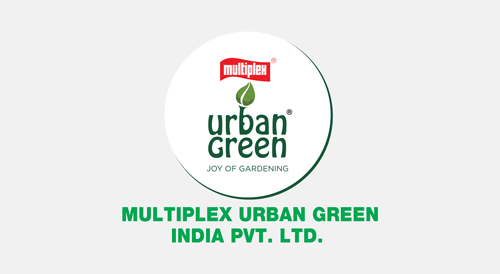 multiplex®
urban®
Green
JOY OF GARDENING
MULTIPLEX URBAN GREEN
INDIA PVT. LTD.